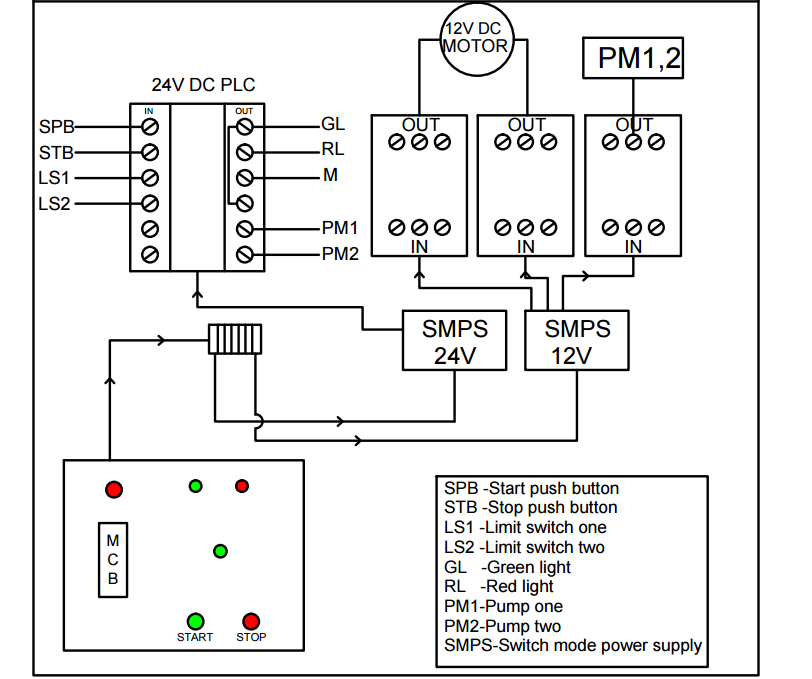 12V DC
MOTOR
PM1,2
24V DC PLC
IN
OUT
SPB
STB
LS1
LS2
GL
RL
M
PM1
PM2
OUT
OUT
OUT
IN
IN
IN
SMPS
24V
SMPS
12V
M
C
B
START
STOP
SPB -Start push button
STB -Stop push button
LS1 -Limit switch one
LS2 -Limit switch two
GL -Green light
RL -Red light
PM1-Pump one
PM2-Pump two
SMPS-Switch mode power supply